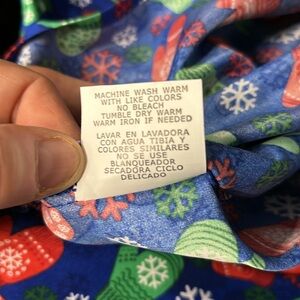 MACHINE WASH WARM
WITH LIKE COLORS
NO BLEACH
TUMBLE DRY WARM
WARM IRON IF NEEDED
LAVAR EN LAVADORA
CON AGUA TIBIA Y
COLORES SIMILARES
NO SE USE
BLANQUEADOR
SECADORA CICLO
DELICADO